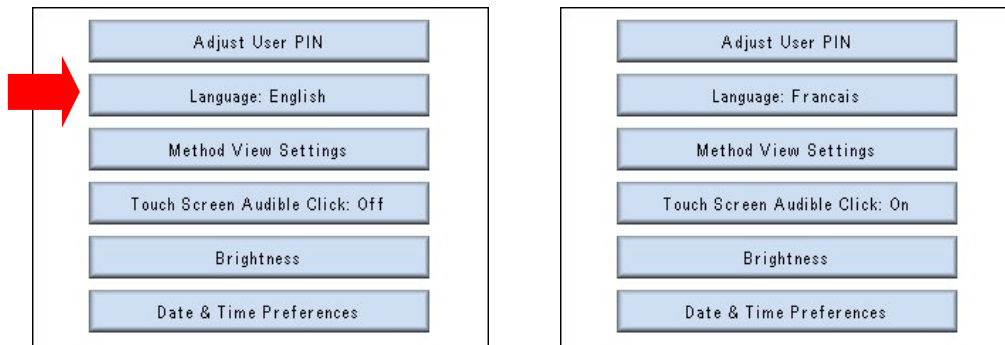 Adjust User PIN
Language: English
Method View Settings
Touch Screen Audible Click: Off
Brightness
Date & Time Preferences
Adjust User PIN
Language: Francais
Method View Settings
Touch Screen Audible Click: On
Brightness
Date & Time Preferences